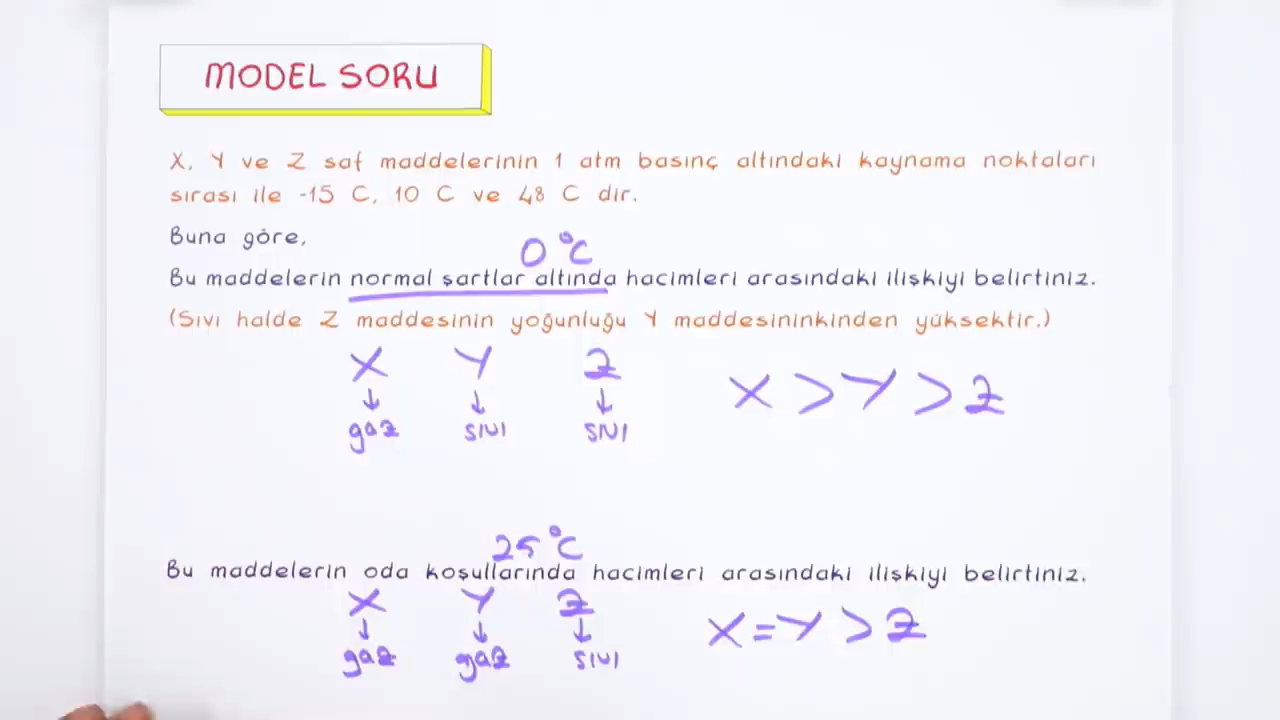 MODEL SORU
X, Y ve Z saf maddelerinin 1 atm basınç altındaki kaynama noktaları
sırası ile -15 C, 10 C ve 48 C dir.
Buna göre,
0 °C
Bu maddelerin normal şartlar altında hacimleri arasındaki ilişkiyi belirtiniz.
(Sıvı halde Z maddesinin yoğunluğu Y maddesininkinden yüksektir.)
X Y Z
X > Y > Z
↓ ↓ ↓
gaz sıvı sıvı
25 °C
Bu maddelerin oda koşullarında hacimleri arasındaki ilişkiyi belirtiniz.
X Y Z
X = Y > Z
↓ ↓ ↓
gaz gaz sıvı